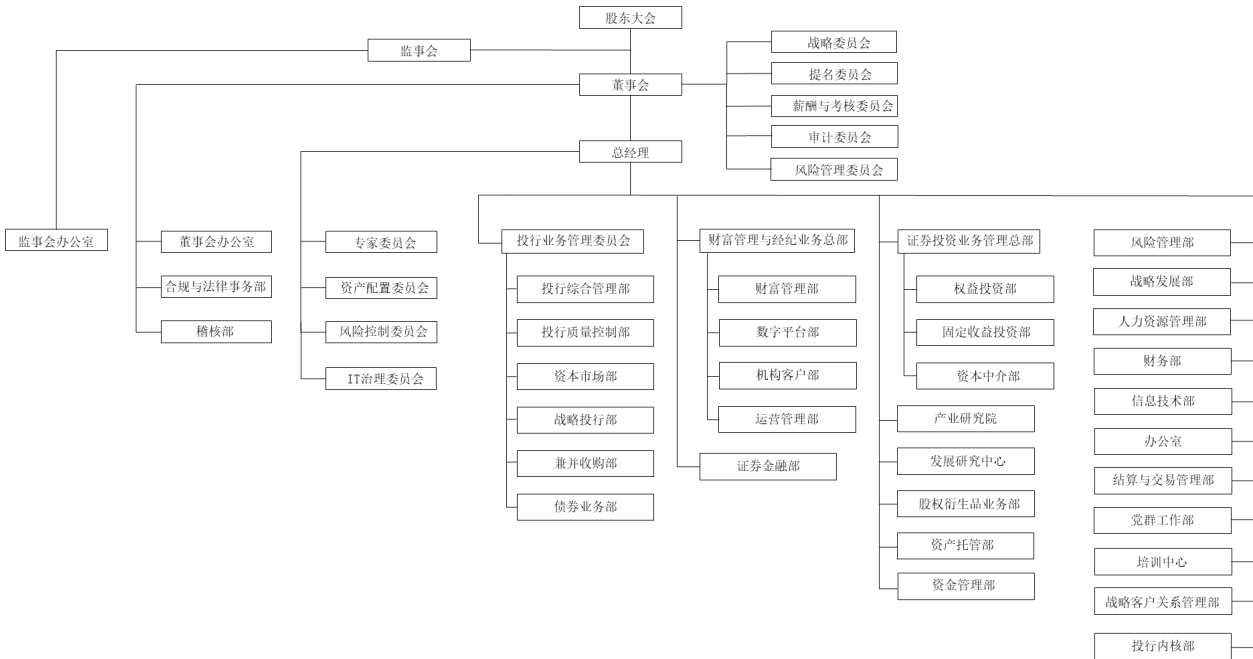 股东大会
监事会
董事会
战略委员会
提名委员会
薪酬与考核委员会
审计委员会
风险管理委员会
总经理
监事会办公室
董事会办公室
合规与法律事务部
稽核部
专家委员会
资产配置委员会
风险控制委员会
IT治理委员会
投行业务管理委员会
投行综合管理部
投行质量控制部
资本市场部
战略投行部
兼并收购部
债券业务部
财富管理与经纪业务总部
财富管理部
数字平台部
机构客户部
运营管理部
证券金融部
证券投资业务管理总部
权益投资部
固定收益投资部
资本中介部
产业研究院
发展研究中心
股权衍生品业务部
资产托管部
资金管理部
风险管理部
战略发展部
人力资源管理部
财务部
信息技术部
办公室
结算与交易管理部
党群工作部
培训中心
战略客户关系管理部
投行内核部